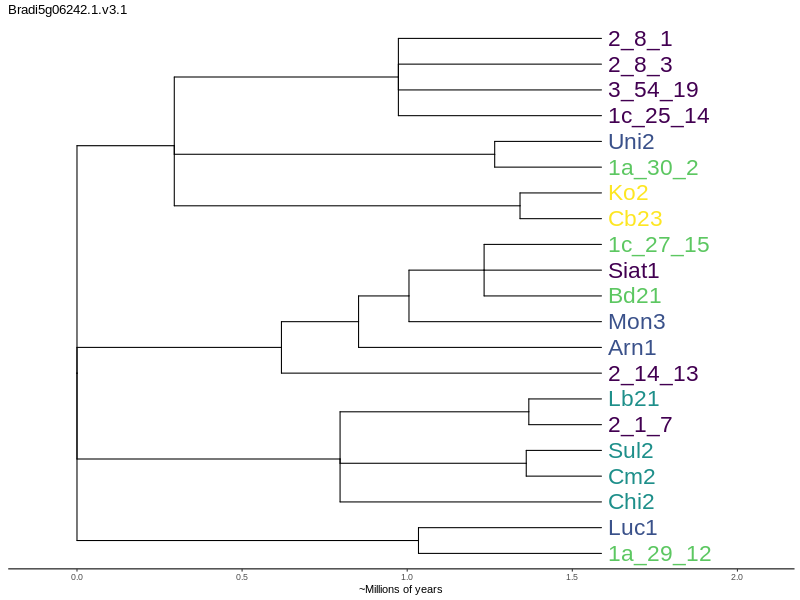 Bradi5g06242.1.v3.1
2_8_1
2_8_3
3_54_19
1c_25_14
Uni2
1a_30_2
Ko2
Cb23
1c_27_15
Siat1
Bd21
Mon3
Arn1
2_14_13
Lb21
2_1_7
Sul2
Cm2
Chi2
Luc1
1a_29_12
0.0 0.5 1.0 1.5 2.0
~Millions of years